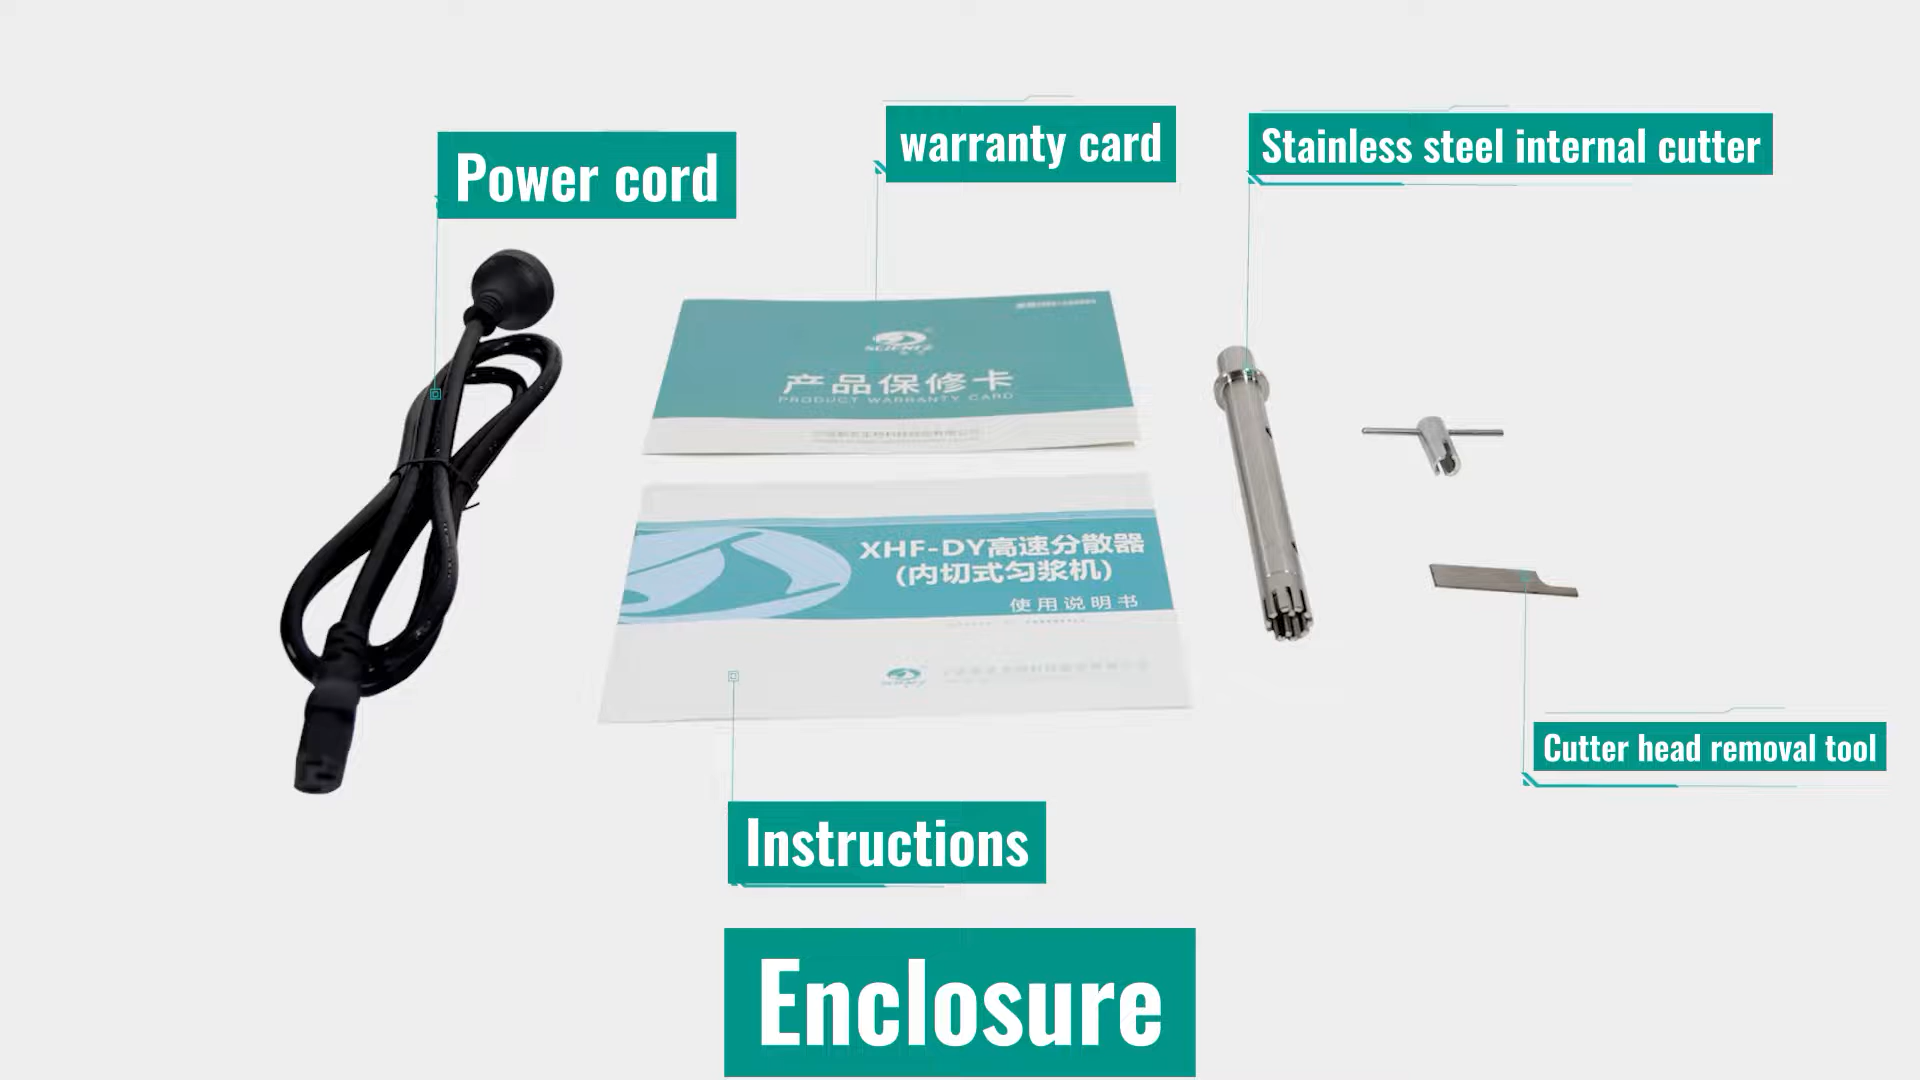 Power cord
warranty card
Stainless steel internal cutter
SCIENTZ
产品保修卡
PRODUCT WARRANTY CARD
XHF-DY高速分散器
(内切式匀浆机)
使用说明书
Cutter head removal tool
Instructions
Enclosure